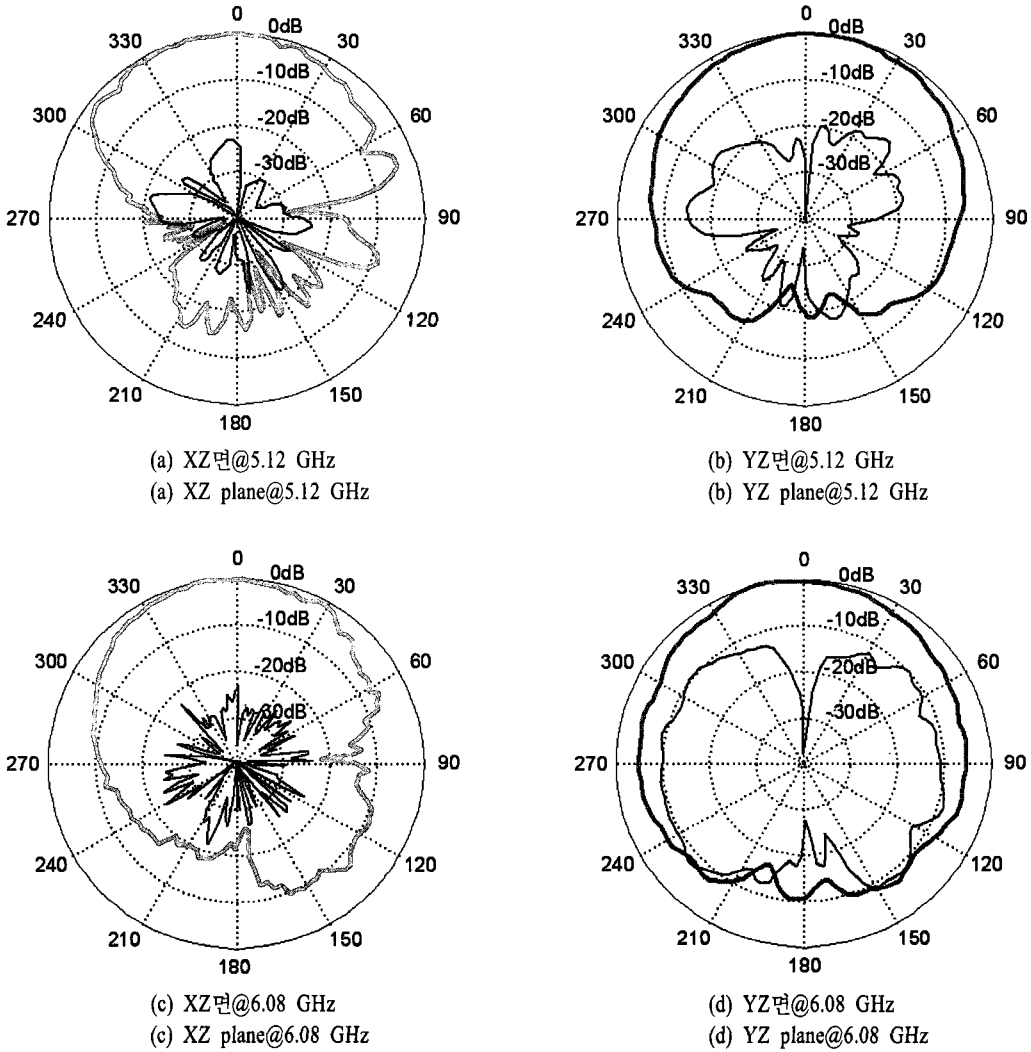 0
0dB
330
30
-10dB
300
60
-20dB
-30dB
270
90
240
120
210
150
180
(a) XZ면@5.12 GHz
(a) XZ plane@5.12 GHz
0
0dB
330
30
-10dB
300
60
-20dB
-30dB
270
90
240
120
210
150
180
(b) YZ면@5.12 GHz
(b) YZ plane@5.12 GHz
0
0dB
330
30
-10dB
300
60
-20dB
-30dB
270
90
240
120
210
150
180
(c) XZ면@6.08 GHz
(c) XZ plane@6.08 GHz
0
0dB
330
30
-10dB
300
60
-20dB
-30dB
270
90
240
120
210
150
180
(d) YZ면@6.08 GHz
(d) YZ plane@6.08 GHz